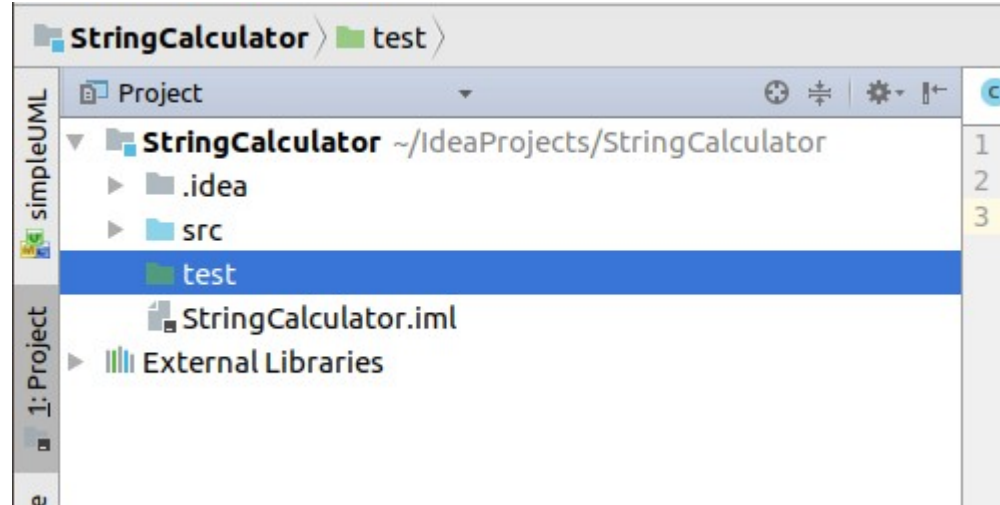 StringCalculator test
Project
StringCalculator ~/IdeaProjects/StringCalculator
.idea
src
test
StringCalculator.iml
External Libraries
simpleUML
1: Project
1
2
3